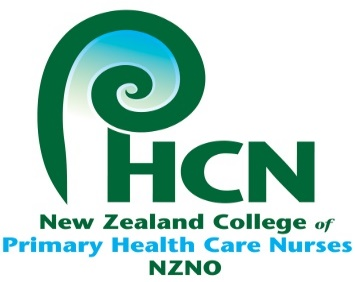 PHCN
New Zealand College of
Primary Health Care Nurses
NZNO